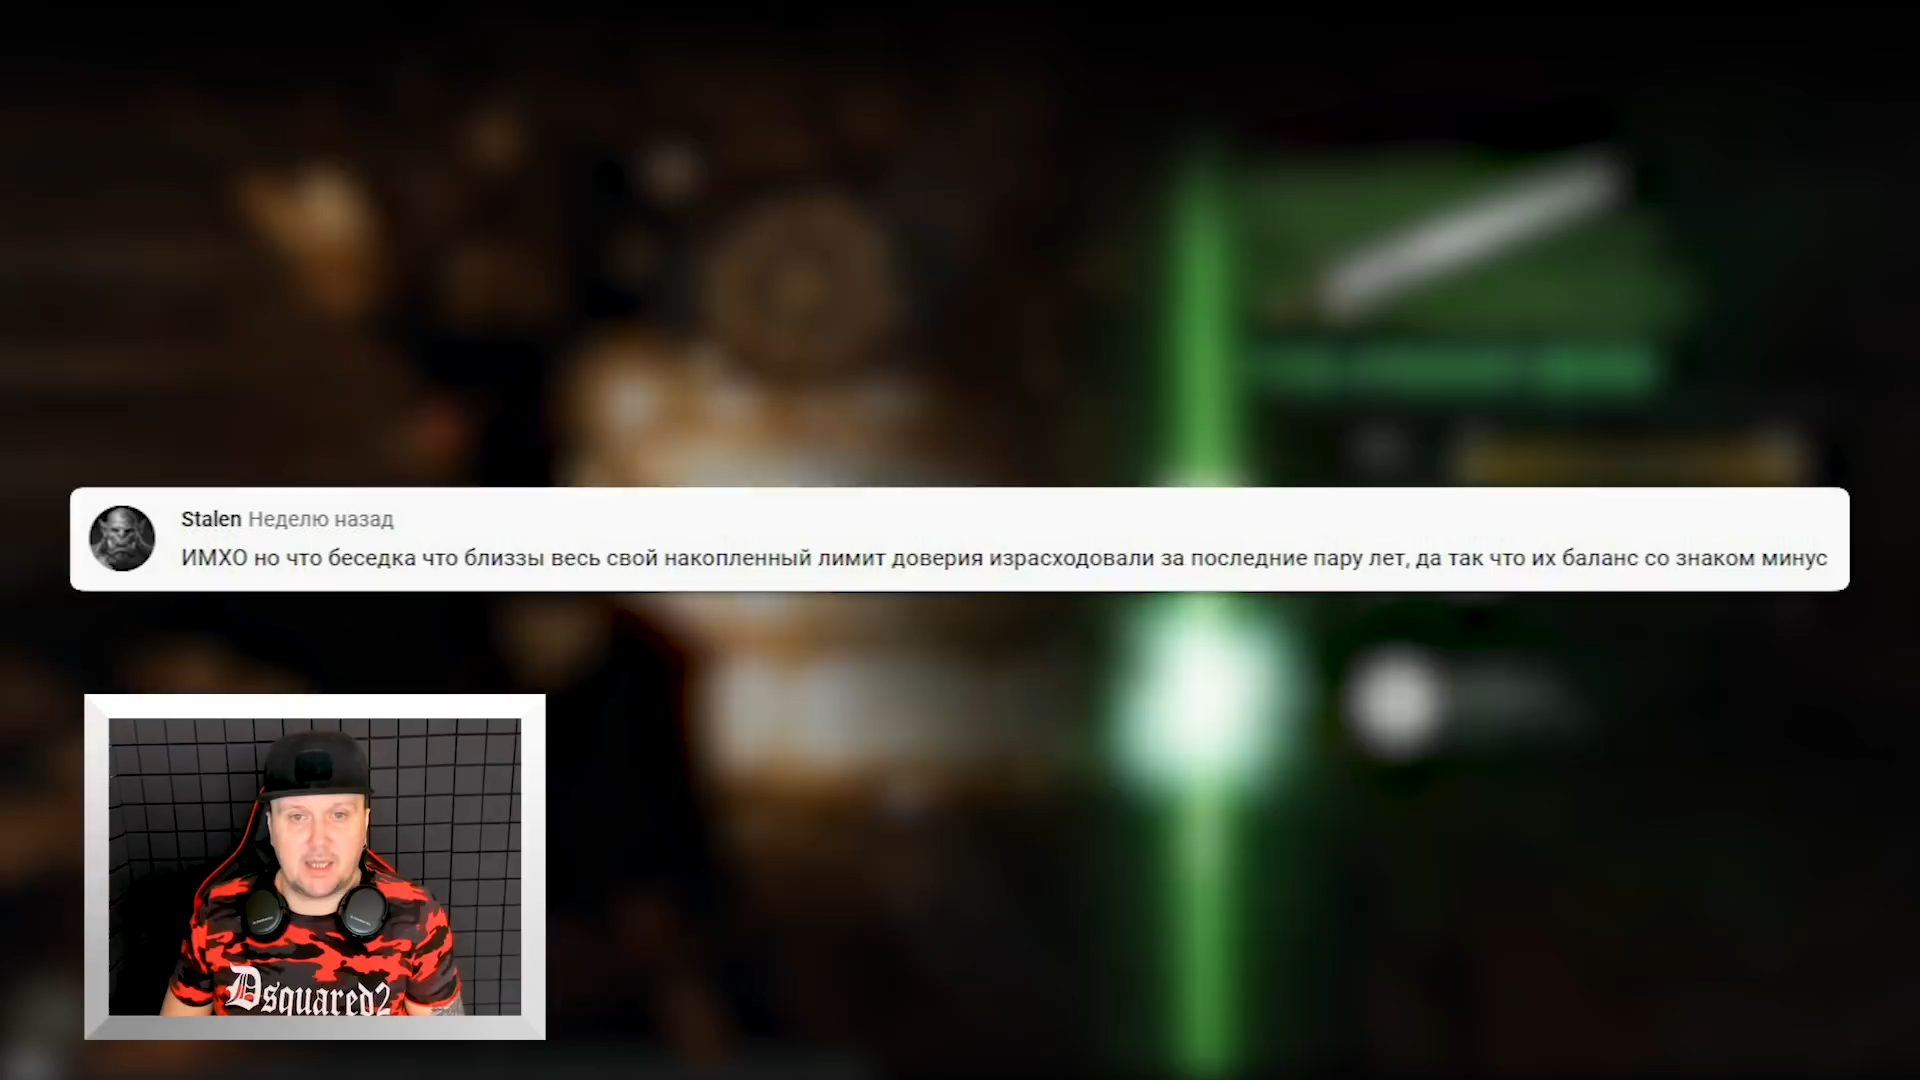 Stalen Неделю назад
ИМХО но что беседка что близзы весь свой накопленный лимит доверия израсходовали за последние пару лет, да так что их баланс со знаком минус
Dsquared2